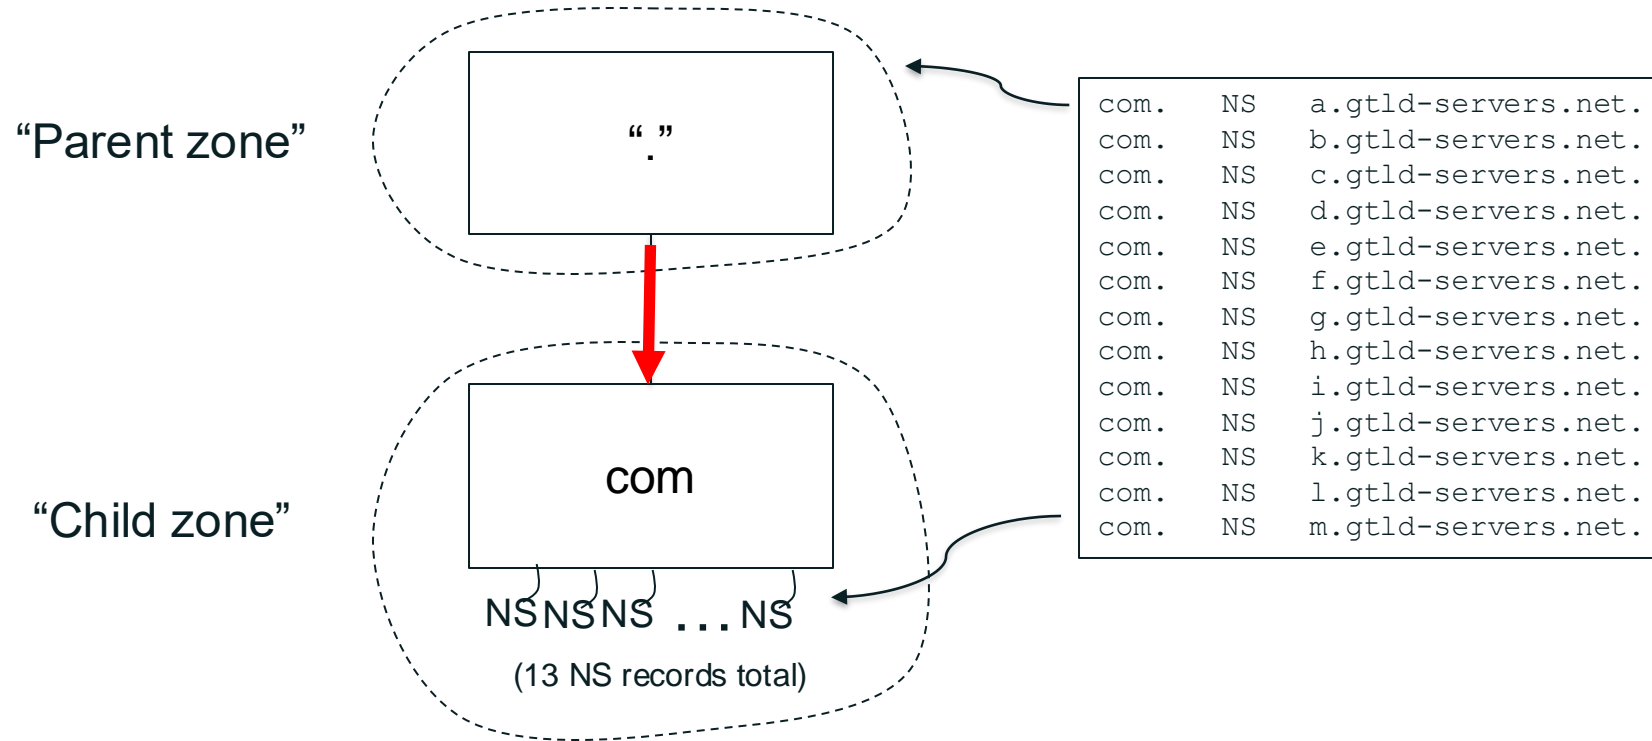 “Parent zone”
“.”
com. NS a.gtld-servers.net.
com. NS b.gtld-servers.net.
com. NS c.gtld-servers.net.
com. NS d.gtld-servers.net.
com. NS e.gtld-servers.net.
com. NS f.gtld-servers.net.
com. NS g.gtld-servers.net.
com. NS h.gtld-servers.net.
com. NS i.gtld-servers.net.
com. NS j.gtld-servers.net.
com. NS k.gtld-servers.net.
com. NS l.gtld-servers.net.
com. NS m.gtld-servers.net.
“Child zone”
com
NS NS NS ... NS
(13 NS records total)